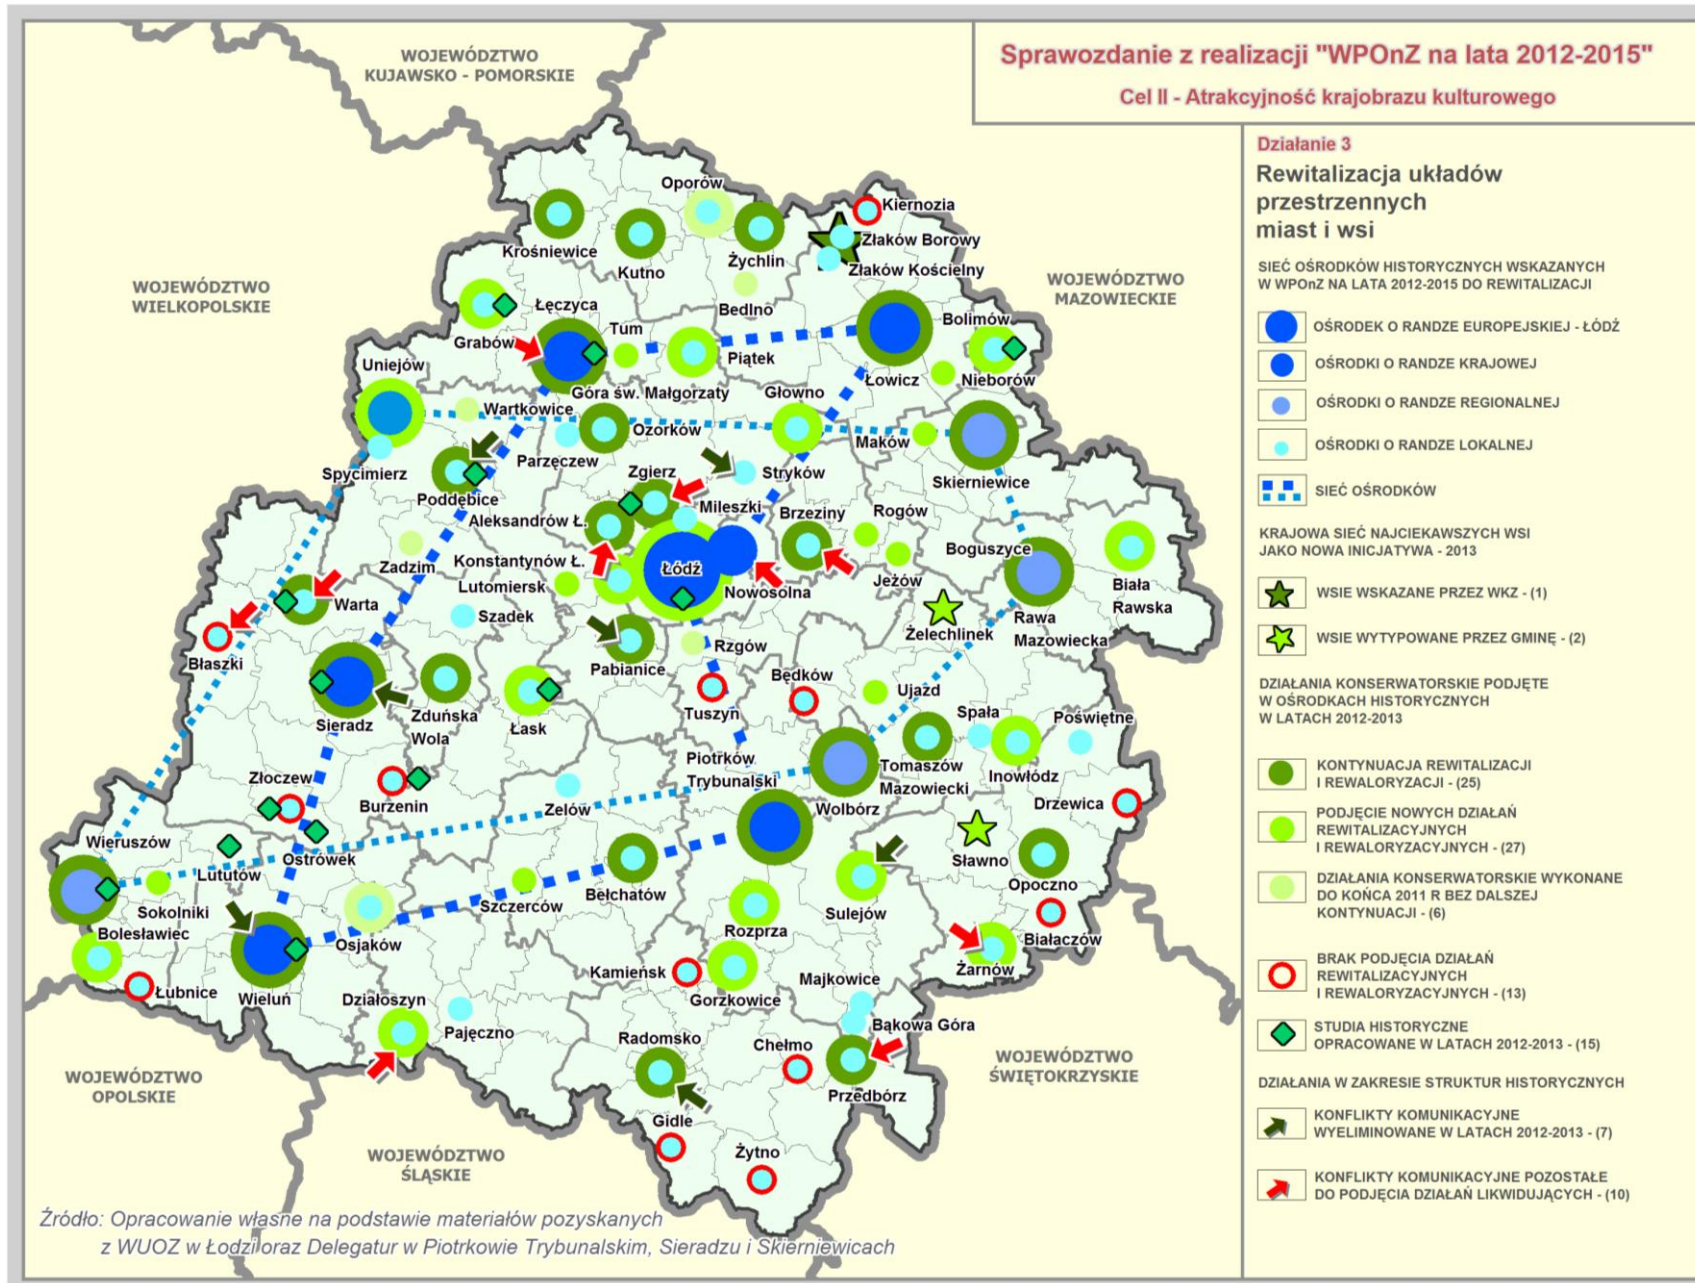 WOJEWÓDZTWO
KUJAWSKO - POMORSKIE
Sprawozdanie z realizacji "WPOnZ na lata 2012-2015"
Cel II - Atrakcyjność krajobrazu kulturowego
WOJEWÓDZTWO
WIELKOPOLSKIE
WOJEWÓDZTWO
MAZOWIECKIE
Oporów
Kiernozia
Krośniewice
Kutno
Żychlin
Złaków Borowy
Złaków Kościelny
Bedlno
Łęczyca
Tum
Grabów
Piątek
Bolimów
Łowicz
Nieborów
Uniejów
Góra św. Małgorzaty
Głowno
Wartkowice
Ozorków
Maków
Parzęczew
Spycimierz
Zgierz
Stryków
Skierniewice
Poddębice
Mileszki
Aleksandrów Ł.
Brzeziny
Rogów
Zadzim
Konstantynów Ł.
Boguszyce
Lutomiersk
Łódź
Nowosolna
Jeżów
Biała
Rawska
Warta
Szadek
Żelechlinek
Rawa
Mazowiecka
Błaszki
Pabianice
Rzgów
Będków
Ujazd
Tuszyn
Sieradz
Zduńska
Wola
Łask
Spała
Poświętne
Piotrków
Trybunalski
Tomaszów
Mazowiecki
Inowłódz
Złoczew
Burzenin
Zelów
Wolbórz
Drzewica
Wieruszów
Ostrówek
Lututów
Sławno
Opoczno
Sokolniki
Bolesławiec
Szczerców
Bełchatów
Sulejów
Osjaków
Rozprza
Białaczów
Łubnice
Wieluń
Działoszyn
Kamieńsk
Gorzkowice
Majkowice
Żarnów
Pajęczno
Bąkowa Góra
Radomsko
Chełmo
Przedbórz
Gidle
Żytno
WOJEWÓDZTWO
OPOLSKIE
WOJEWÓDZTWO
ŚLĄSKIE
WOJEWÓDZTWO
ŚWIĘTOKRZYSKIE
Źródło: Opracowanie własne na podstawie materiałów pozyskanych
z WUOZ w Łodzi oraz Delegatur w Piotrkowie Trybunalskim, Sieradzu i Skierniewicach
Działanie 3
Rewitalizacja układów
przestrzennych
miast i wsi
SIEĆ OŚRODKÓW HISTORYCZNYCH WSKAZANYCH
W WPOnZ NA LATA 2012-2015 DO REWITALIZACJI
OŚRODEK O RANDZE EUROPEJSKIEJ - ŁÓDŹ
OŚRODKI O RANDZE KRAJOWEJ
OŚRODKI O RANDZE REGIONALNEJ
OŚRODKI O RANDZE LOKALNEJ
SIEĆ OŚRODKÓW
KRAJOWA SIEĆ NAJCIEKAWSZYCH WSI
JAKO NOWA INICJATYWA - 2013
WSIE WSKAZANE PRZEZ WKZ - (1)
WSIE WYTYPOWANE PRZEZ GMINĘ - (2)
DZIAŁANIA KONSERWATORSKIE PODJĘTE
W OŚRODKACH HISTORYCZNYCH
W LATACH 2012-2013
KONTYNUACJA REWITALIZACJI
I REWALORYZACJI - (25)
PODJĘCIE NOWYCH DZIAŁAŃ
REWITALIZACYJNYCH
I REWALORYZACYJNYCH - (27)
DZIAŁANIA KONSERWATORSKIE WYKONANE
DO KOŃCA 2011 R BEZ DALSZEJ
KONTYNUACJI - (6)
BRAK PODJĘCIA DZIAŁAŃ
REWITALIZACYJNYCH
I REWALORYZACYJNYCH - (13)
STUDIA HISTORYCZNE
OPRACOWANE W LATACH 2012-2013 - (15)
DZIAŁANIA W ZAKRESIE STRUKTUR HISTORYCZNYCH
KONFLIKTY KOMUNIKACYJNE
WYELIMINOWANE W LATACH 2012-2013 - (7)
KONFLIKTY KOMUNIKACYJNE POZOSTAŁE
DO PODJĘCIA DZIAŁAŃ LIKWIDUJĄCYCH - (10)